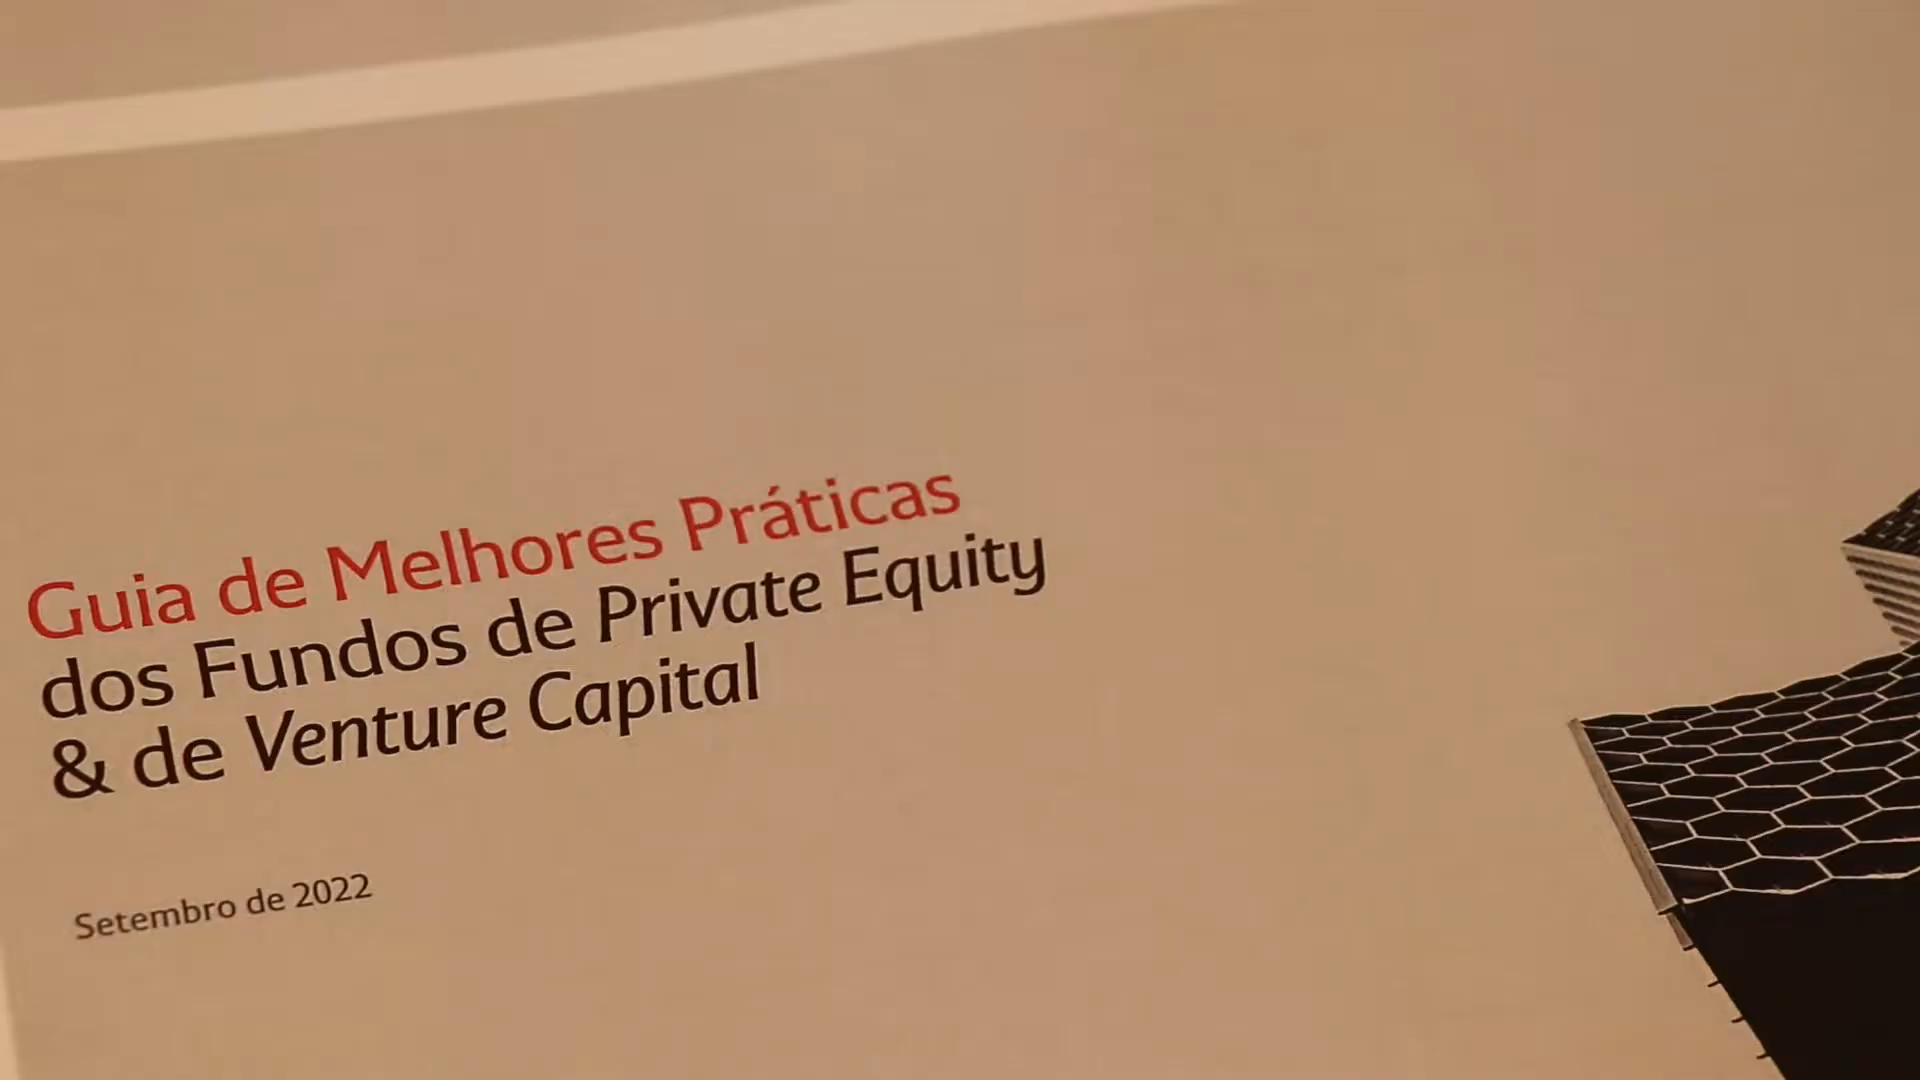 Guia de Melhores Práticas
dos Fundos de Private Equity
& de Venture Capital
Setembro de 2022